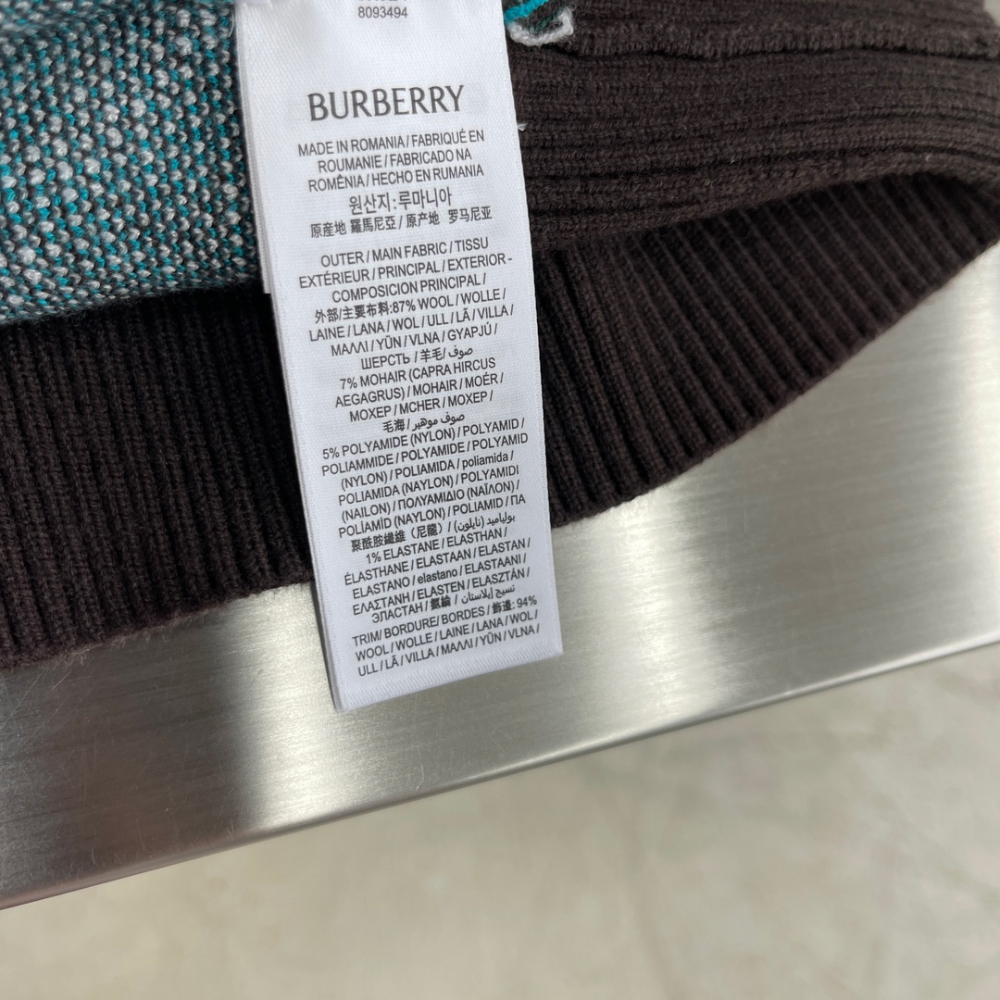 8093494
BURBERRY
MADE IN ROMANIA / FABRIQUÉ EN
ROUMANIE / FABRICADO NA
ROMÊNIA / HECHO EN RUMANIA
원산지:루마니아
原産地 羅馬尼亞 / 原产地 罗马尼亚
OUTER / MAIN FABRIC / TISSU
EXTÉRIEUR / PRINCIPAL / EXTERIOR -
COMPOSICION PRINCIPAL /
外部/主要布料:87% WOOL / WOLLE /
LAINE / LANA / WOL / ULL / LÃ / VILLA /
ΜΑΛΛΙ / YÜN / VLNA / GYAPJÚ /
ШЕРСТЬ / 羊毛/ صوف
7% MOHAIR (CAPRA HIRCUS
AEGAGRUS) / MOHAIR / MOÉR /
MOXEP / MCHER / MOXEP /
毛海 / صوف موهير
5% POLYAMIDE (NYLON) / POLYAMID /
POLIAMMIDE / POLYAMIDE / POLYAMID
(NYLON) / POLIAMIDA / poliamida /
POLIAMIDA (NAYLON) / POLYAMIDI
(NAILON) / ΠΟΛΥΑΜΙΔΙΟ (ΝΑΪΛΟΝ) /
POLİAMİD (NAYLON) / POLIAMID / ПА
聚酰胺纖維 (尼龍) / بولياميد (نايلون)
1% ELASTANE / ELASTHAN /
ÉLASTHANE / ELASTAAN / ELASTAN /
ELASTANO / elastano / ELASTAANI /
ΕΛΑΣΤΑΝΗ / ELASTEN / ELASZTÁN /
ЭЛАСТАН / 氨綸 / نسيج إيلاستان
TRIM/ BORDURE/ BORDES / 飾邊: 94%
WOOL / WOLLE / LAINE / LANA / WOL /
ULL / LÃ / VILLA / ΜΑΛΛΙ / YÜN / VLNA /